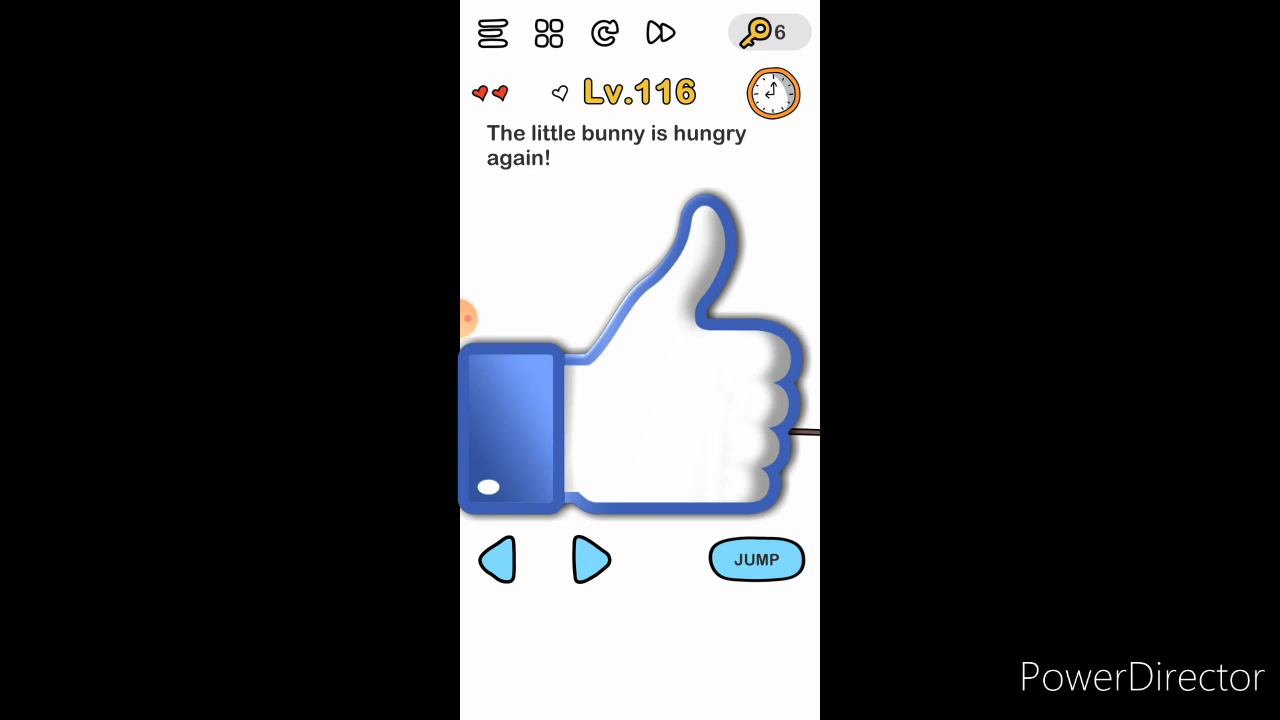 6
Lv.116
The little bunny is hungry
again!
JUMP
PowerDirector